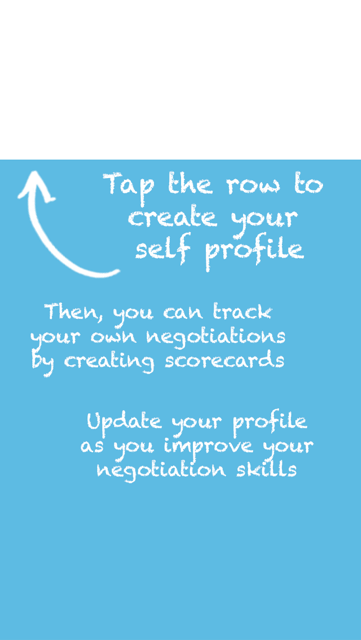 Tap the row to
create your
self profile
Then, you can track
your own negotiations
by creating scorecards
Update your profile
as you improve your
negotiation skills